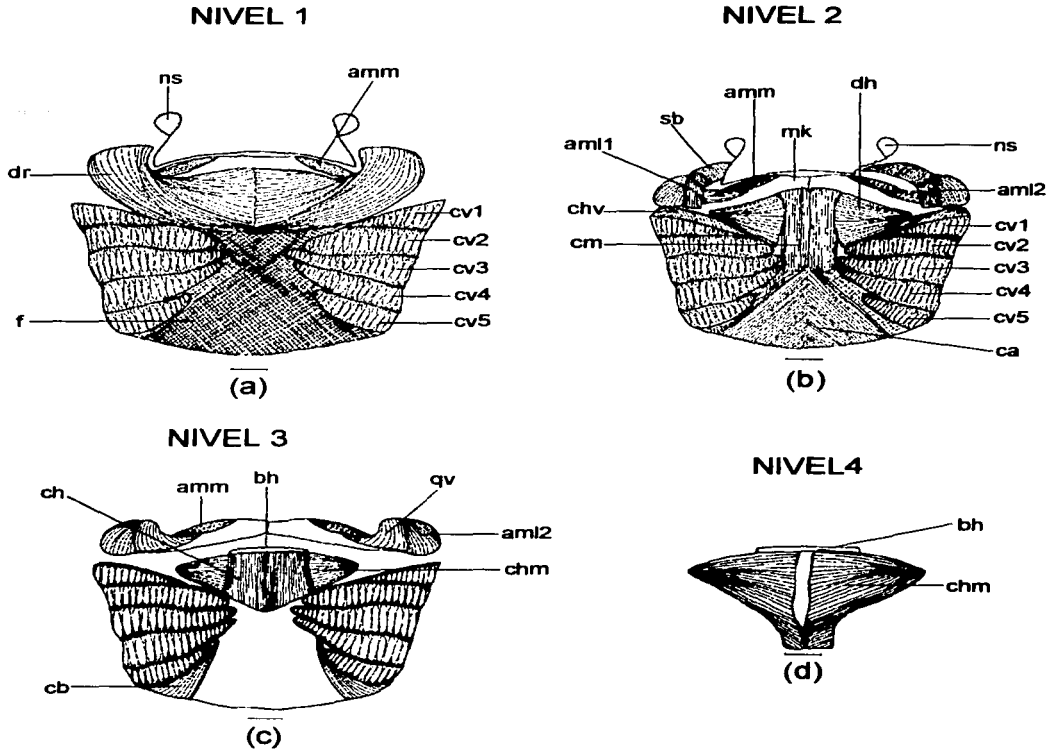 NIVEL 1
ns
amm
dr
cv1
cv2
cv3
cv4
f
cv5
(a)
NIVEL 2
amm
dh
sb
mk
ns
aml1
aml2
chv
cv1
cm
cv2
cv3
cv4
cv5
ca
(b)
NIVEL 3
ch
amm
bh
qv
aml2
chm
cb
(c)
NIVEL4
bh
chm
(d)